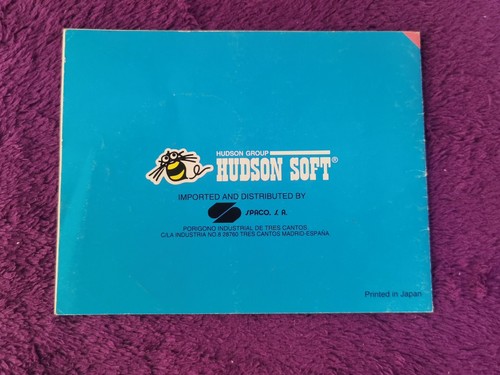 HUDSON GROUP
HUDSON SOFT®
IMPORTED AND DISTRIBUTED BY
SPACO, S. A.
PORIGONO INDUSTRIAL DE TRES CANTOS
C/LA INDUSTRIA NO.8 28760 TRES CANTOS MADRID-ESPAÑA
Printed in Japan